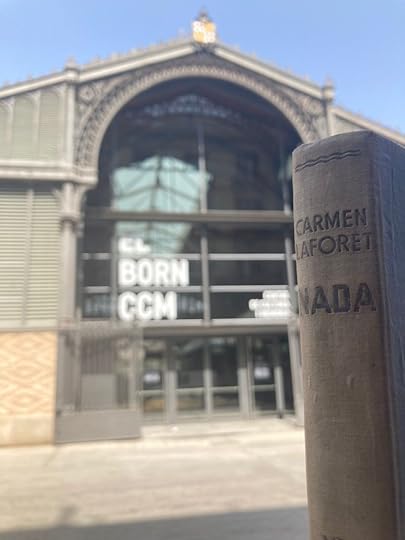 EL
BORN
CCM
CARMEN
LAFORET
NADA